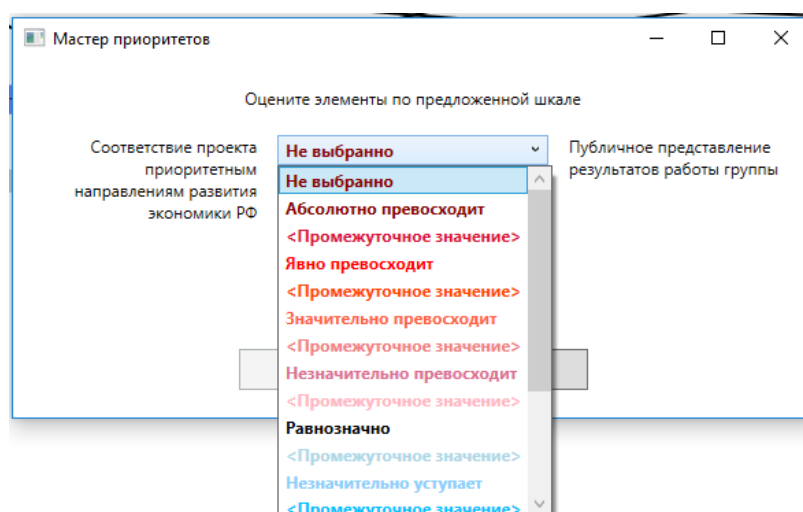 Мастер приоритетов
Оцените элементы по предложенной шкале
Соответствие проекта
приоритетным
направлениям развития
экономики РФ
Не выбранно
Публичное представление
результатов работы группы
Не выбранно
Абсолютно превосходит
<Промежуточное значение>
Явно превосходит
<Промежуточное значение>
Значительно превосходит
<Промежуточное значение>
Незначительно превосходит
<Промежуточное значение>
Равнозначно
<Промежуточное значение>
Незначительно уступает
<Промежуточное значение>